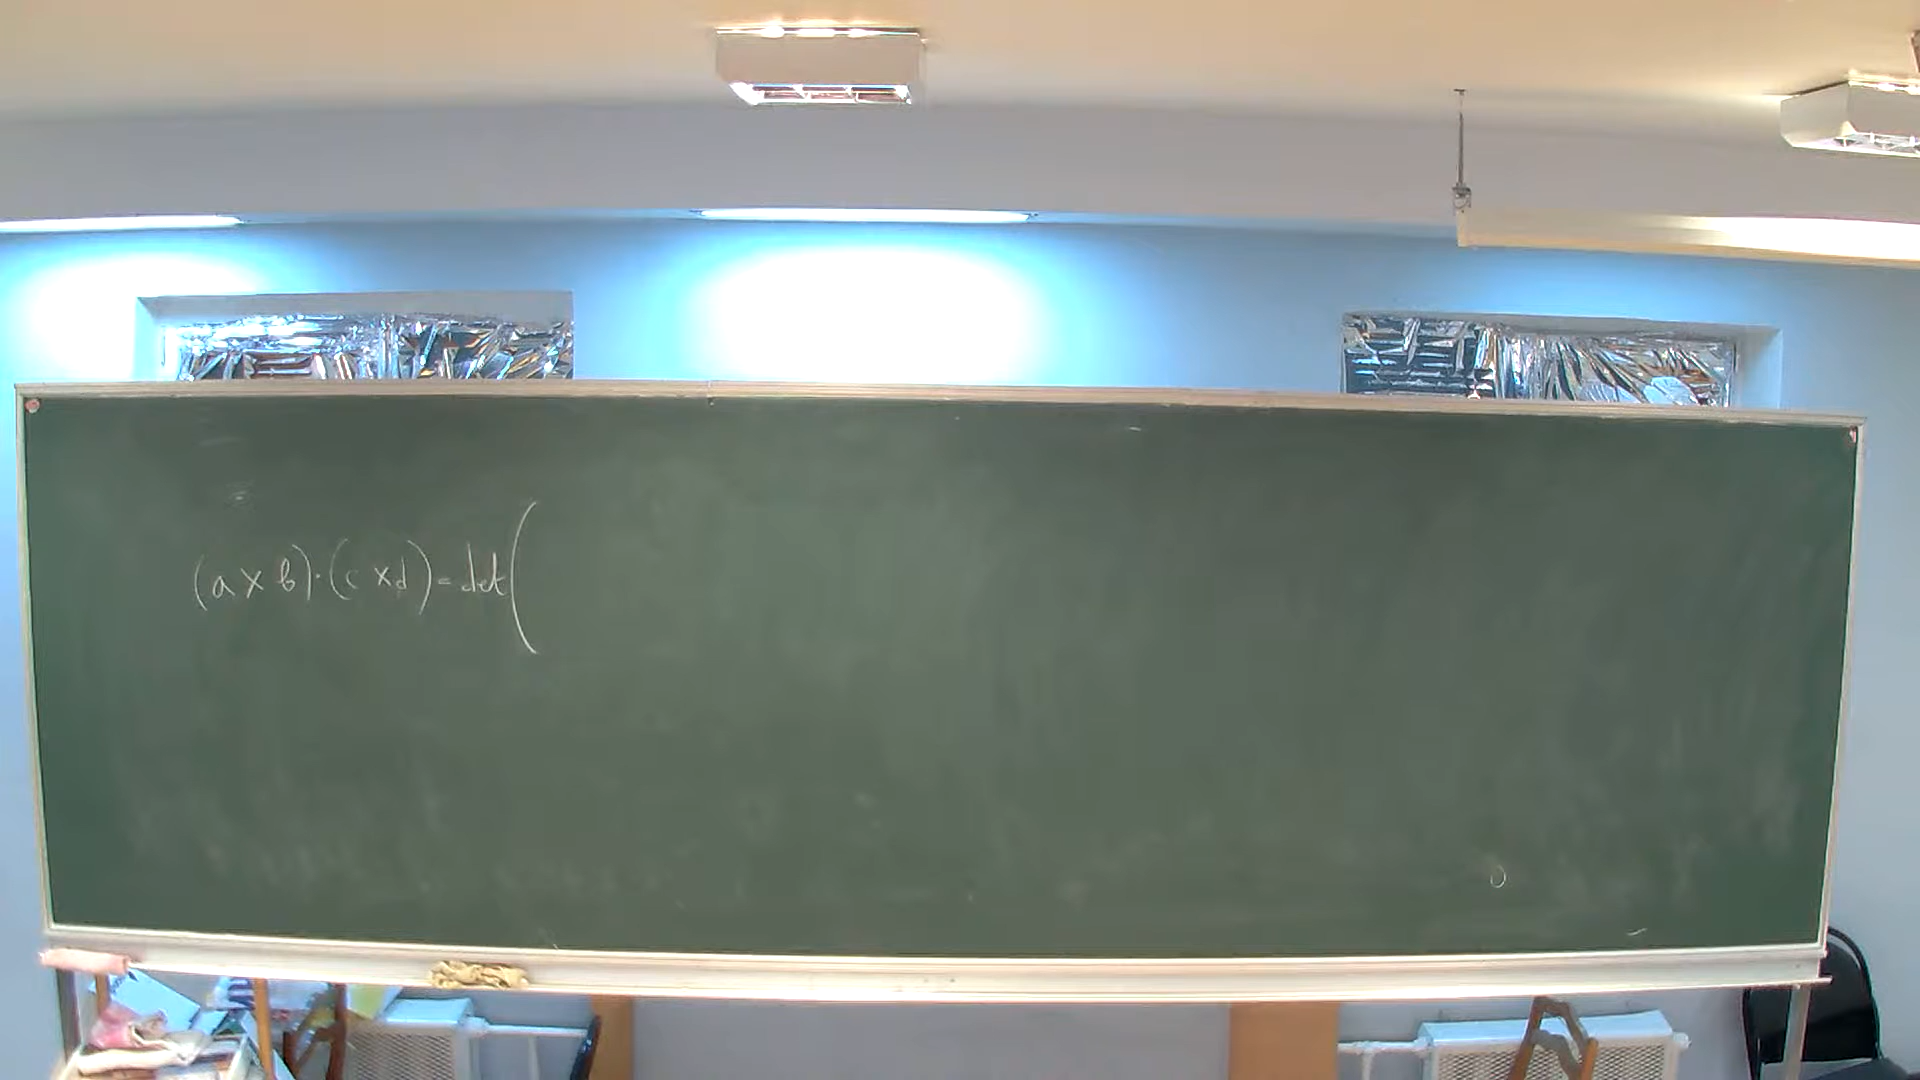 (a × b)·(c × d) = det(